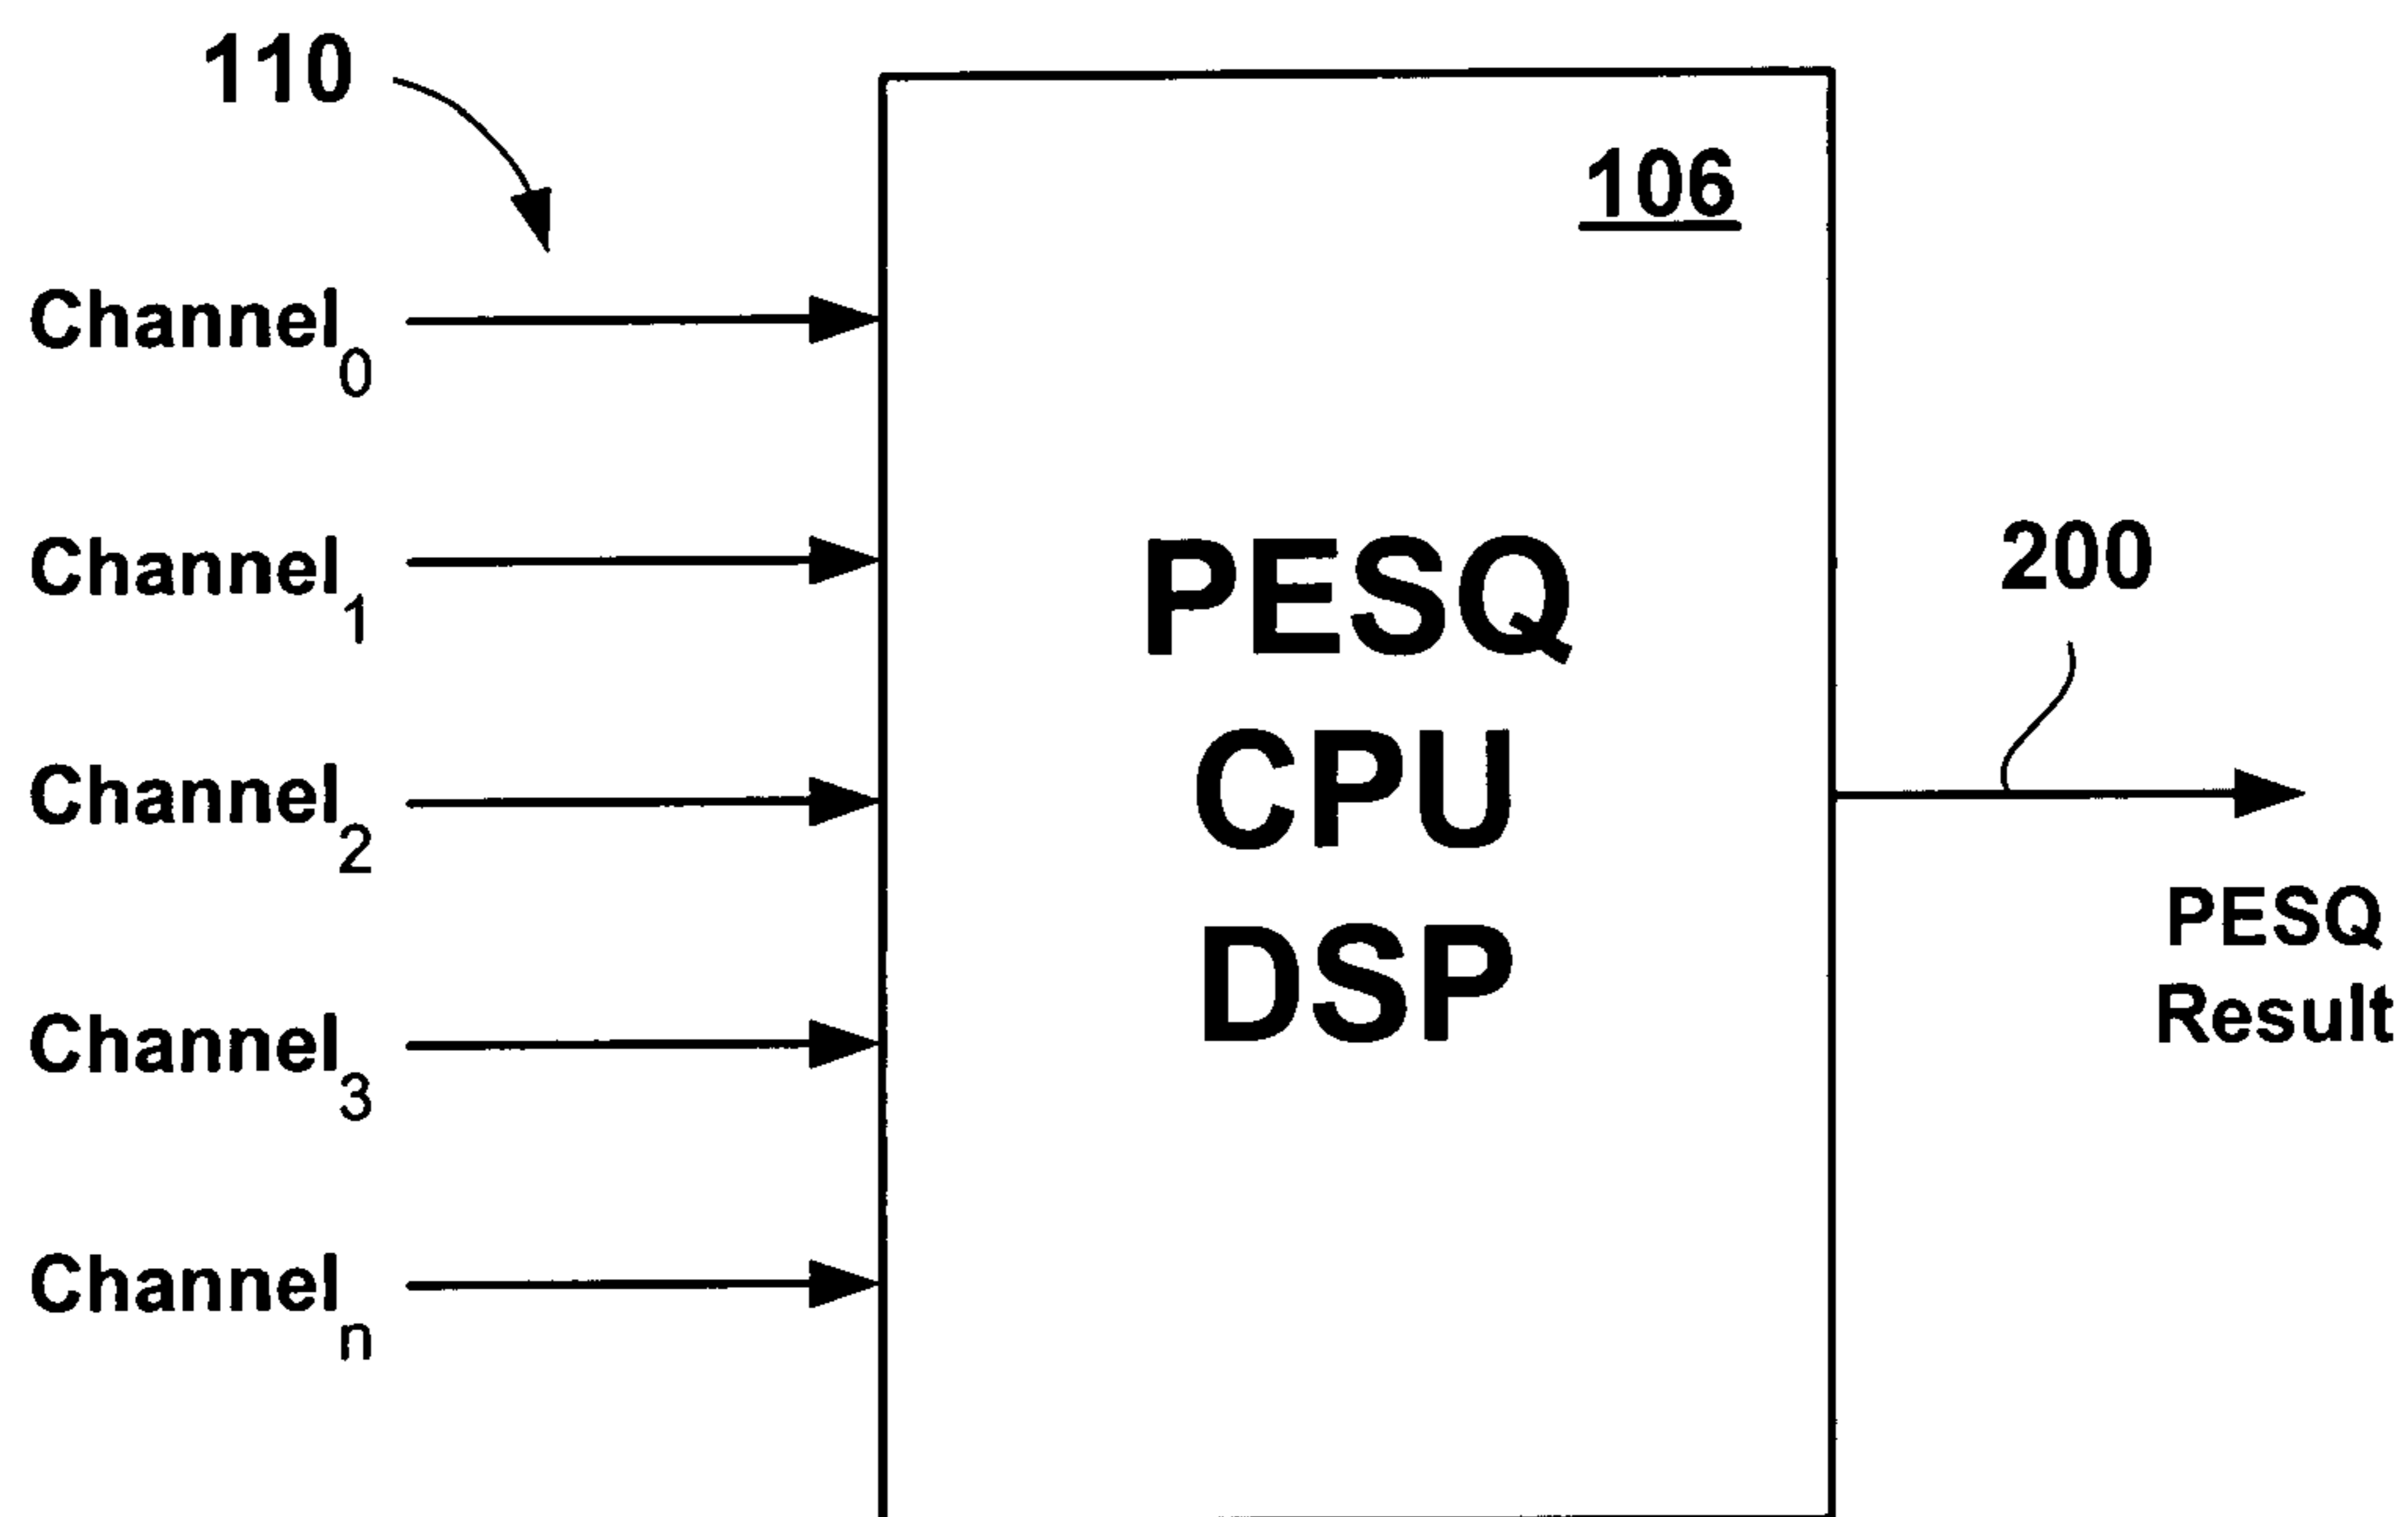 110
106
Channel0
Channel1
Channel2
Channel3
Channeln
PESQ
CPU
DSP
200
PESQ
Result